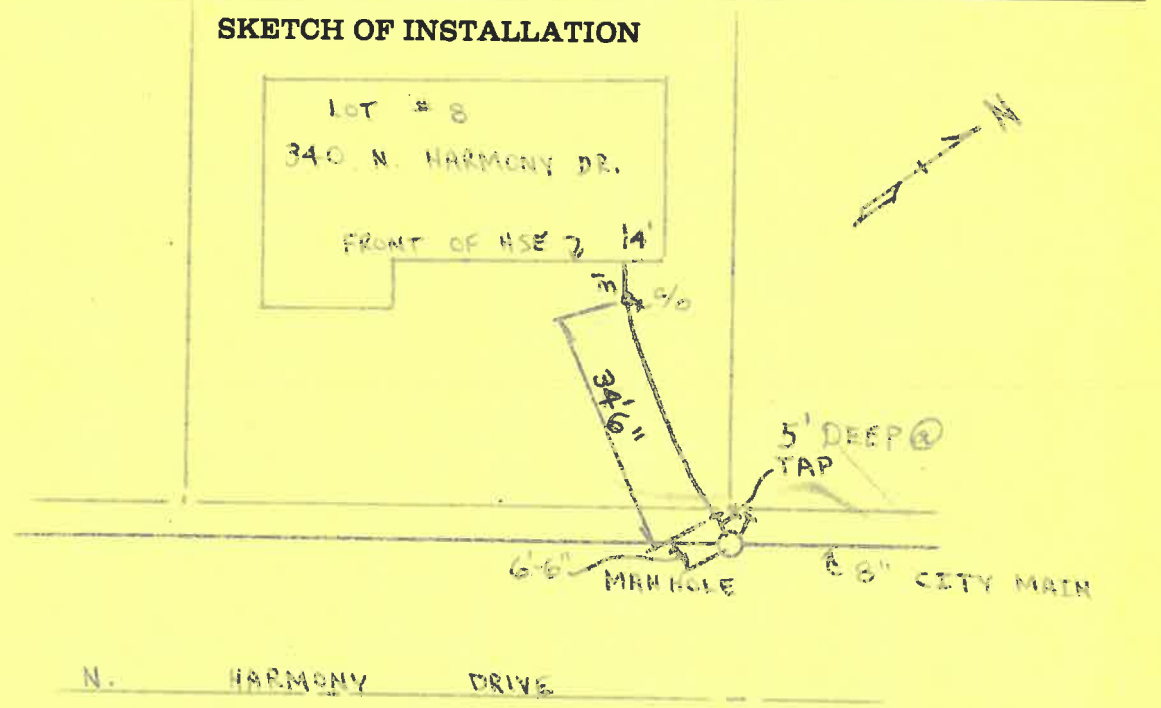 SKETCH OF INSTALLATION
LOT # 8
340 N. HARMONY DR.
N
FRONT OF HSE 14'
c/o
34'6"
5' DEEP @
TAP
6'-6"
MANHOLE
8" CITY MAIN
N. HARMONY DRIVE